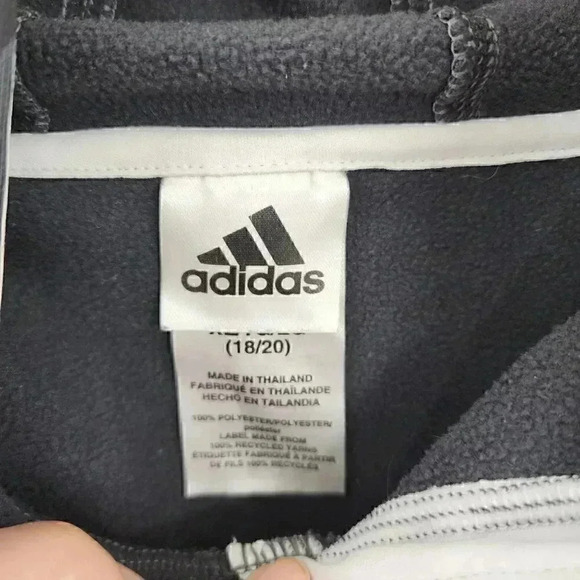 adidas
(18/20)
MADE IN THAILAND
FABRIQUÉ EN THAÏLANDE
HECHO EN TAILANDIA
100% POLYESTER/POLYESTER/
poliéster
LABEL MADE FROM
100% RECYCLED YARNS
ÉTIQUETTE FABRIQUÉE À PARTIR
DE FILS 100% RECYCLÉS